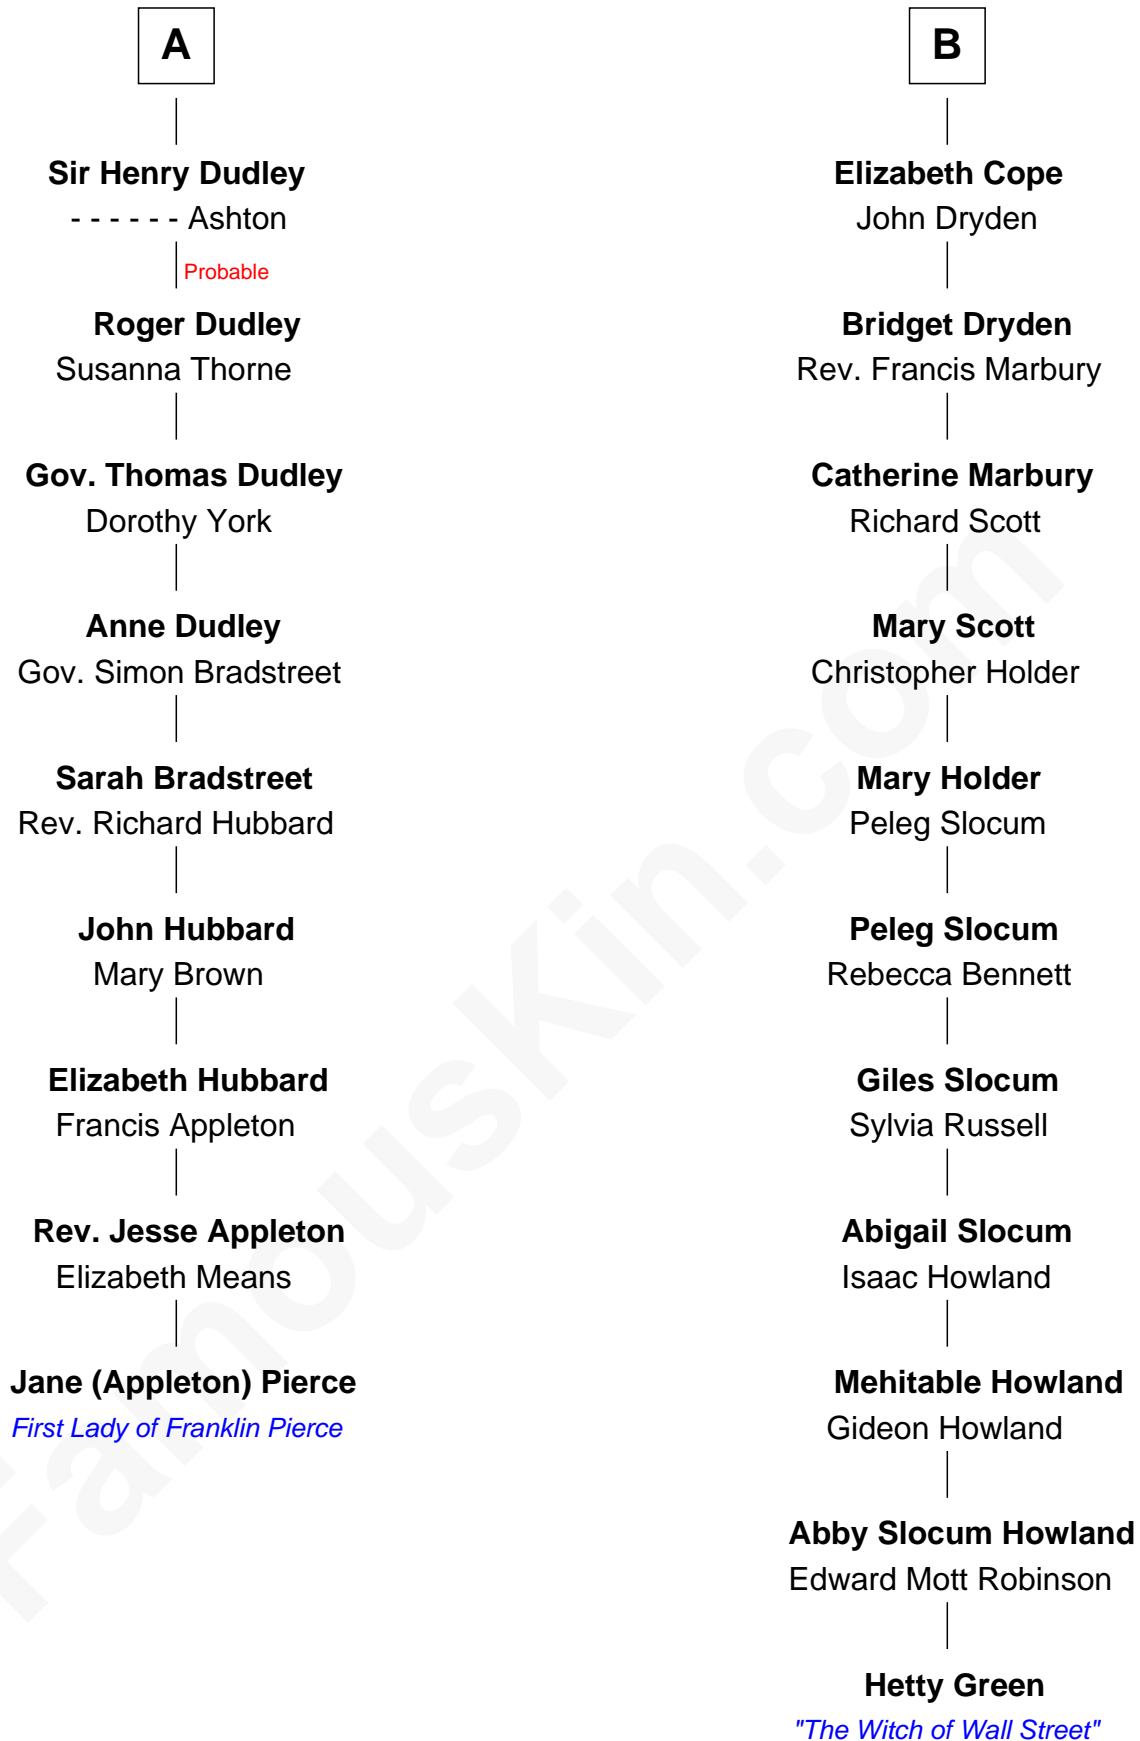 A
Sir Henry Dudley
- - - - - - Ashton
Probable
Roger Dudley
Susanna Thorne
Gov. Thomas Dudley
Dorothy York
Anne Dudley
Gov. Simon Bradstreet
Sarah Bradstreet
Rev. Richard Hubbard
John Hubbard
Mary Brown
Elizabeth Hubbard
Francis Appleton
Rev. Jesse Appleton
Elizabeth Means
Jane (Appleton) Pierce
First Lady of Franklin Pierce
B
Elizabeth Cope
John Dryden
Bridget Dryden
Rev. Francis Marbury
Catherine Marbury
Richard Scott
Mary Scott
Christopher Holder
Mary Holder
Peleg Slocum
Peleg Slocum
Rebecca Bennett
Giles Slocum
Sylvia Russell
Abigail Slocum
Isaac Howland
Mehitable Howland
Gideon Howland
Abby Slocum Howland
Edward Mott Robinson
Hetty Green
"The Witch of Wall Street"
FamousKin.com